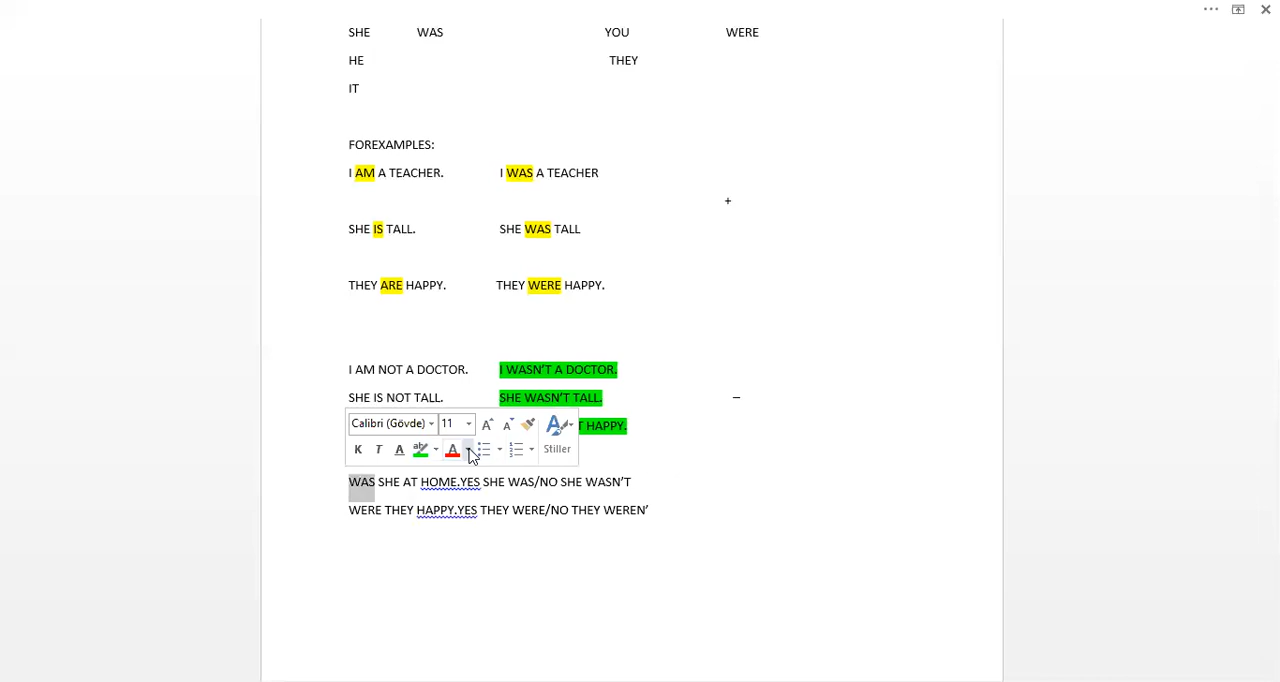 SHE WAS YOU WERE
HE THEY
IT
FOREXAMPLES:
I AM A TEACHER. I WAS A TEACHER
+
SHE IS TALL. SHE WAS TALL
THEY ARE HAPPY. THEY WERE HAPPY.
I AM NOT A DOCTOR. I WASN'T A DOCTOR.
SHE IS NOT TALL. SHE WASN'T TALL. –
Calibri (Gövde) 11 A A A
T HAPPY.
K T A aby A Stiller
WAS SHE AT HOME.YES SHE WAS/NO SHE WASN'T
WERE THEY HAPPY.YES THEY WERE/NO THEY WEREN'